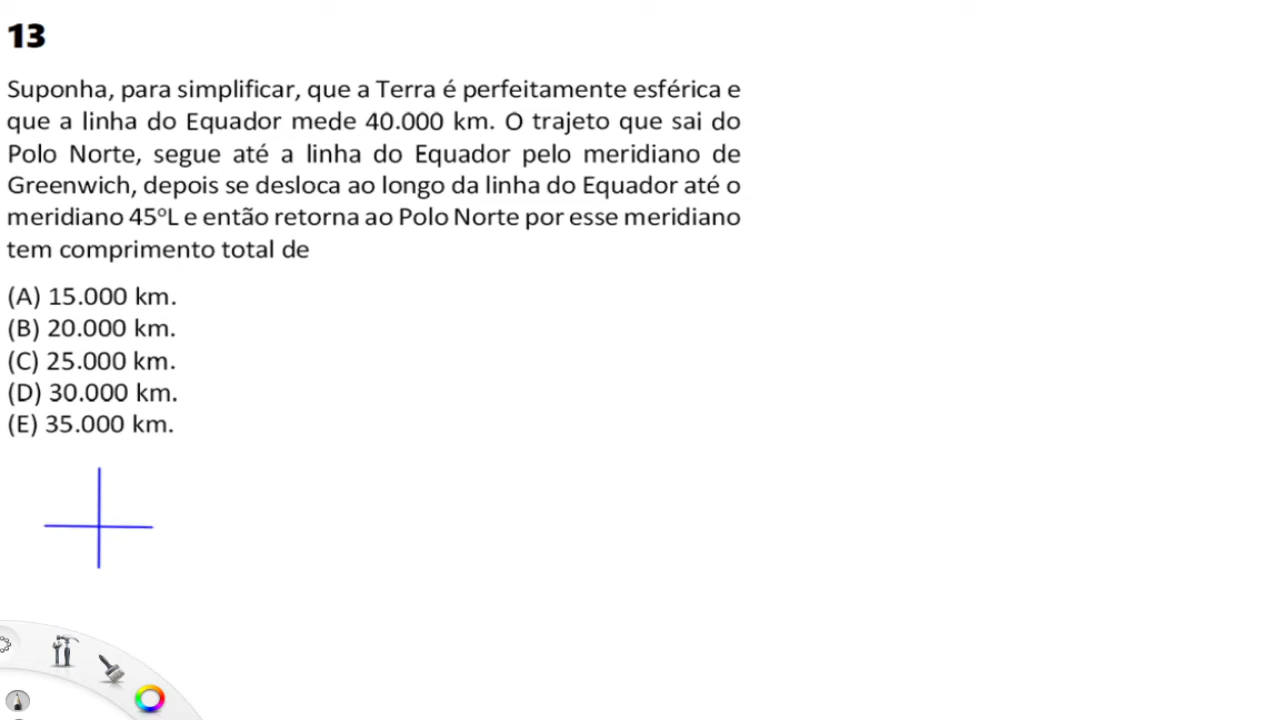 13
Suponha, para simplificar, que a Terra é perfeitamente esférica e
que a linha do Equador mede 40.000 km. O trajeto que sai do
Polo Norte, segue até a linha do Equador pelo meridiano de
Greenwich, depois se desloca ao longo da linha do Equador até o
meridiano 45ºL e então retorna ao Polo Norte por esse meridiano
tem comprimento total de
(A) 15.000 km.
(B) 20.000 km.
(C) 25.000 km.
(D) 30.000 km.
(E) 35.000 km.